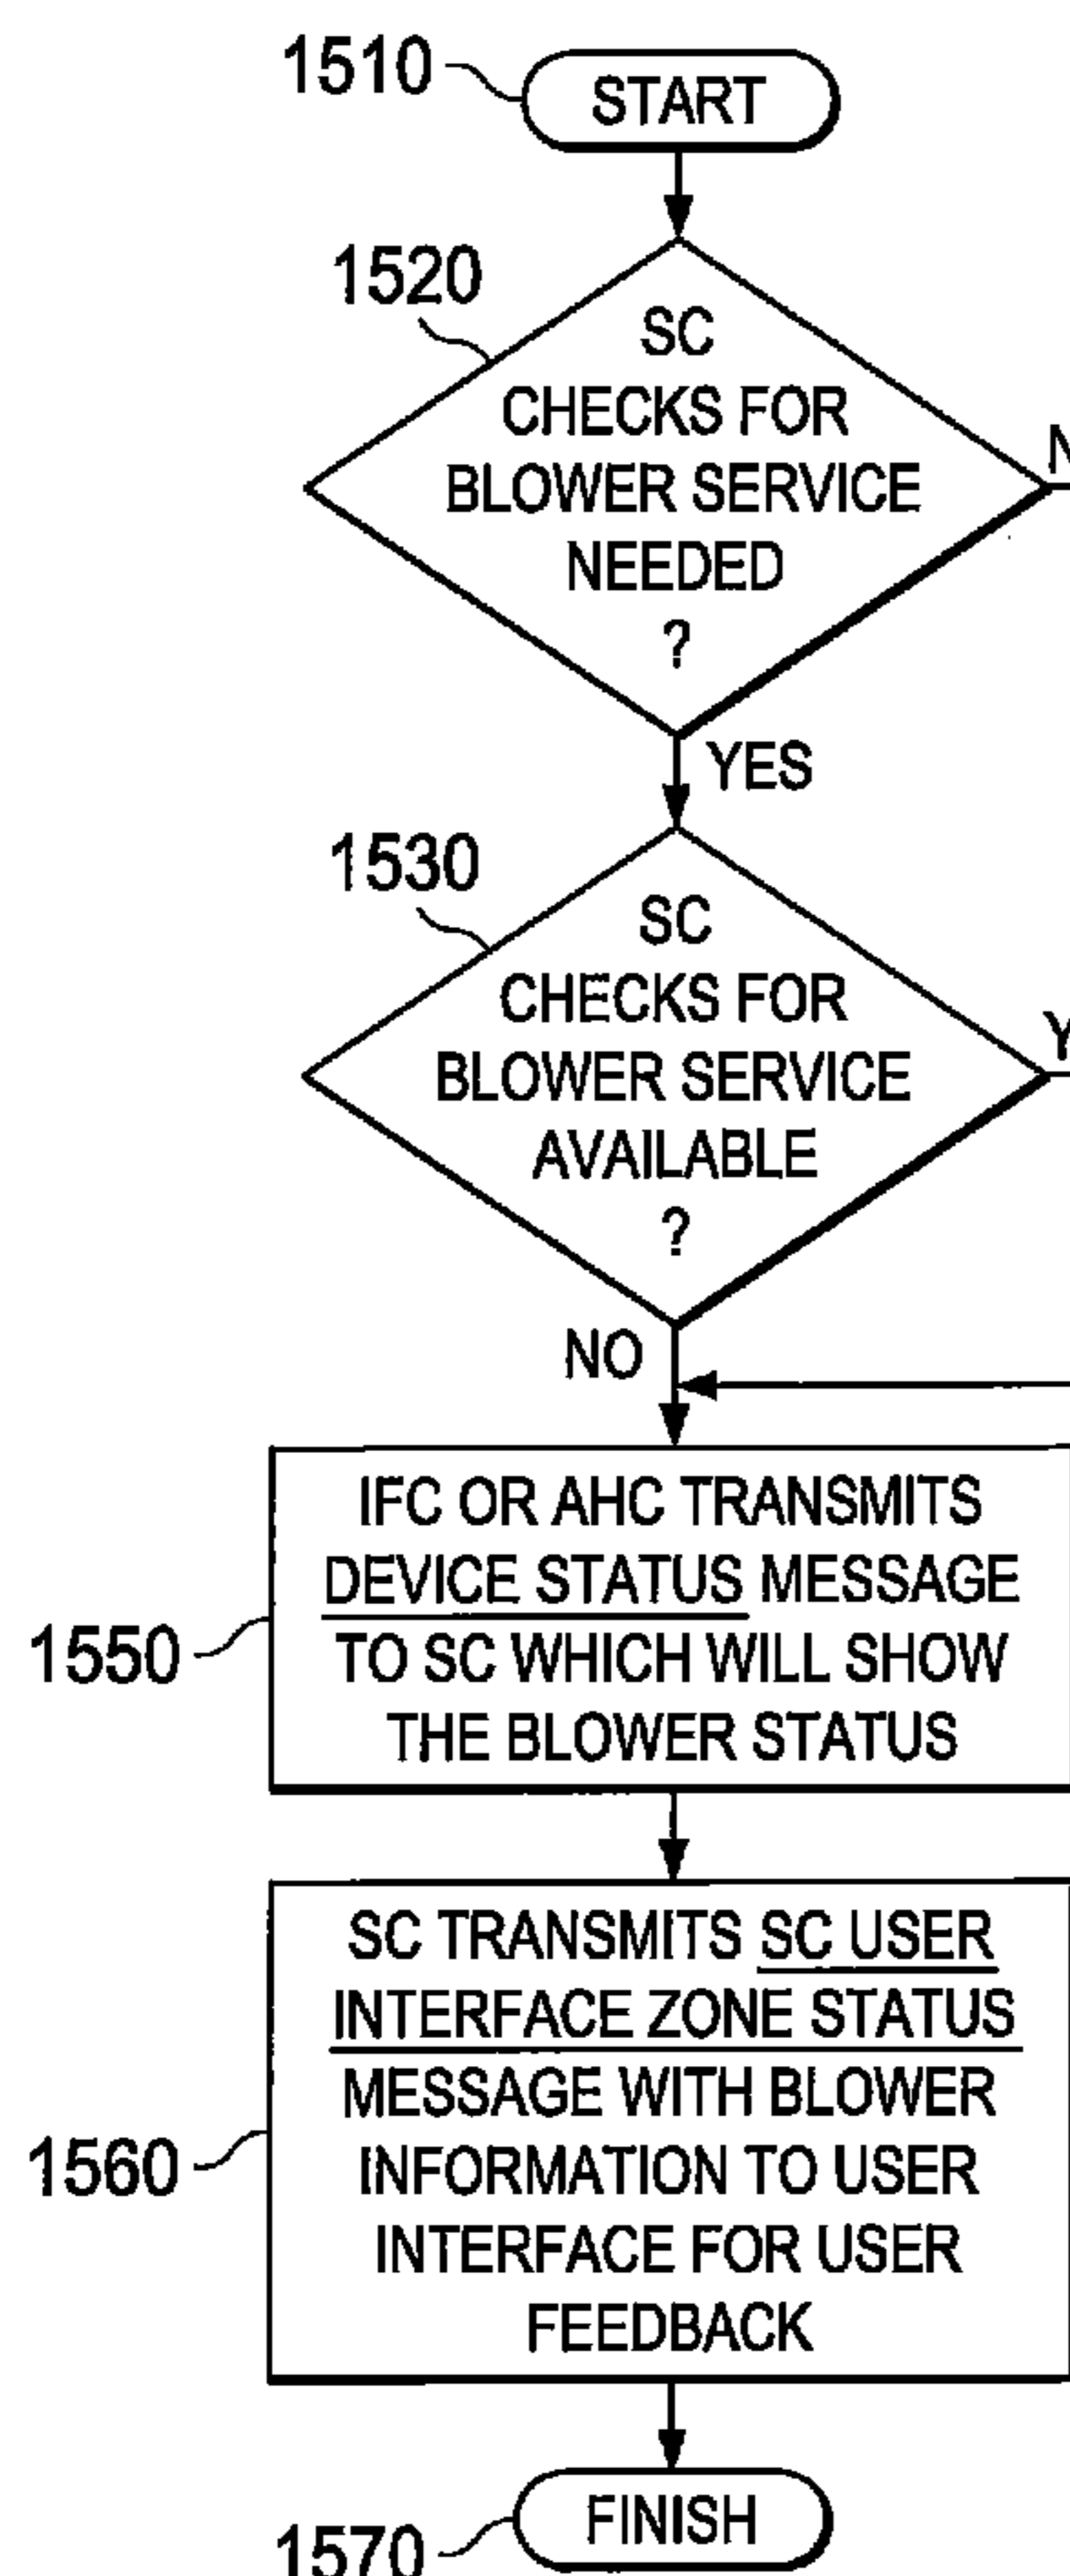 1510
START
1520
SC
CHECKS FOR
BLOWER SERVICE
NEEDED
?
YES
1530
SC
CHECKS FOR
BLOWER SERVICE
AVAILABLE
?
NO
IFC OR AHC TRANSMITS
DEVICE STATUS MESSAGE
TO SC WHICH WILL SHOW
THE BLOWER STATUS
1550
SC TRANSMITS SC USER
INTERFACE ZONE STATUS
MESSAGE WITH BLOWER
INFORMATION TO USER
INTERFACE FOR USER
FEEDBACK
1560
FINISH
1570